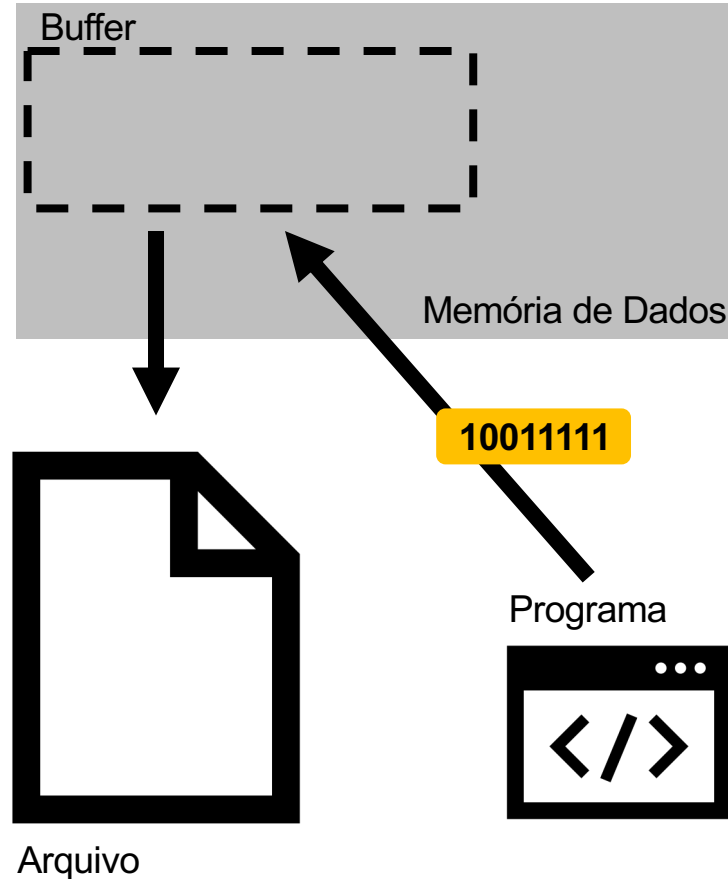 Buffer
Memória de Dados
10011111
Programa
</>
Arquivo